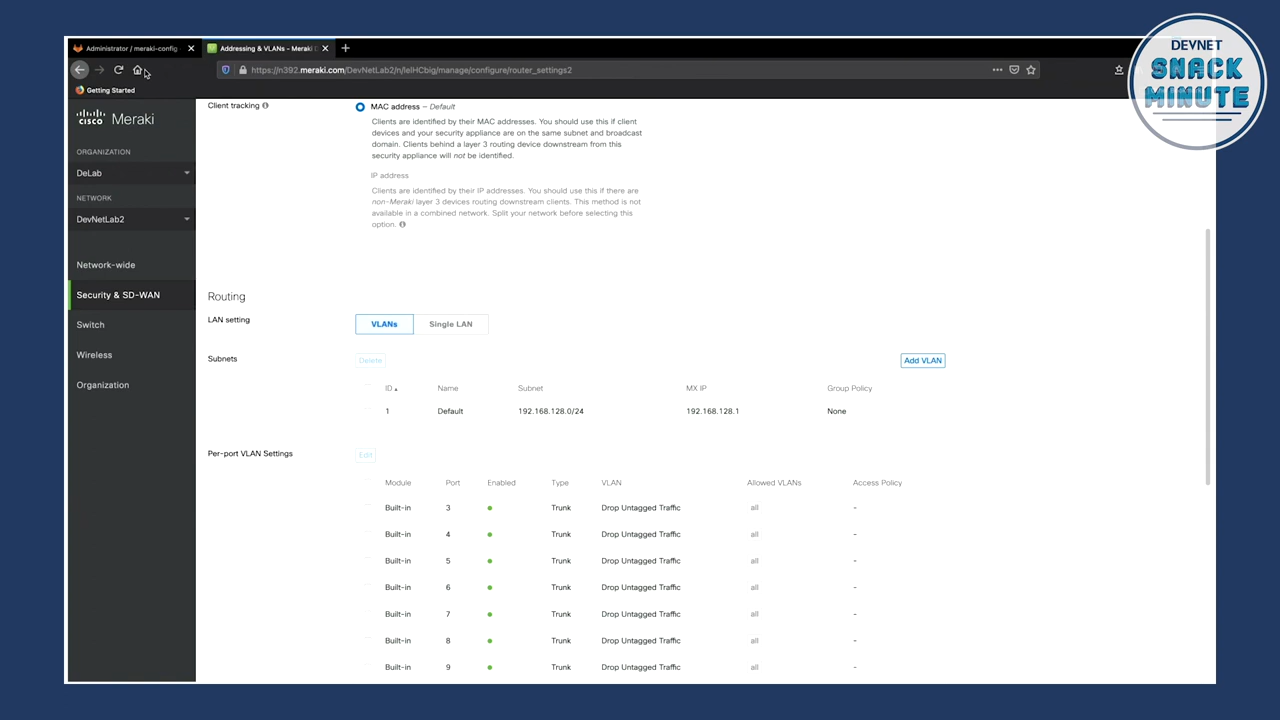 Administrator / meraki-config
Addressing & VLANs - Meraki D
DEVNET
SNACK
MINUTE
https://n392.meraki.com/DevNetLab2/n/IeIHCbig/manage/configure/router_settings2
Getting Started
cisco Meraki
ORGANIZATION
DeLab
NETWORK
DevNetLab2
Network-wide
Security & SD-WAN
Switch
Wireless
Organization
Client tracking
MAC address – Default
Clients are identified by their MAC addresses. You should use this if client
devices and your security appliance are on the same subnet and broadcast
domain. Clients behind a layer 3 routing device downstream from this
security appliance will not be identified.
IP address
Clients are identified by their IP addresses. You should use this if there are
non-Meraki layer 3 devices routing downstream clients. This method is not
available in a combined network. Split your network before selecting this
option.
Routing
LAN setting
VLANs Single LAN
Subnets
Delete Add VLAN
ID Name Subnet MX IP Group Policy
1 Default 192.168.128.0/24 192.168.128.1 None
Per-port VLAN Settings
Edit
Module Port Enabled Type VLAN Allowed VLANs Access Policy
Built-in 3 Trunk Drop Untagged Traffic all -
Built-in 4 Trunk Drop Untagged Traffic all -
Built-in 5 Trunk Drop Untagged Traffic all -
Built-in 6 Trunk Drop Untagged Traffic all -
Built-in 7 Trunk Drop Untagged Traffic all -
Built-in 8 Trunk Drop Untagged Traffic all -
Built-in 9 Trunk Drop Untagged Traffic all -